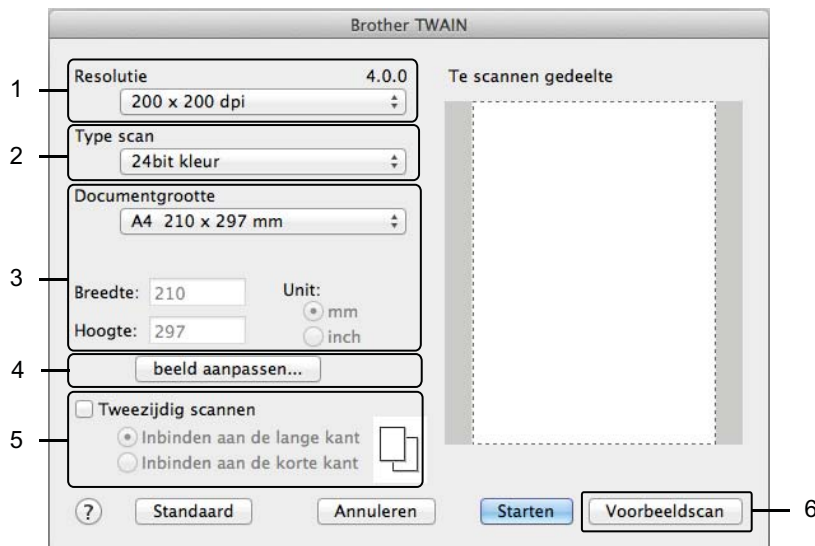 Brother TWAIN
1
Resolutie 4.0.0
200 x 200 dpi
2
Type scan
24bit kleur
3
Documentgrootte
A4 210 x 297 mm
Breedte: 210
Hoogte: 297
Unit:
mm
inch
4
beeld aanpassen...
5
Tweezijdig scannen
Inbinden aan de lange kant
Inbinden aan de korte kant
Te scannen gedeelte
? Standaard Annuleren Starten Voorbeeldscan 6